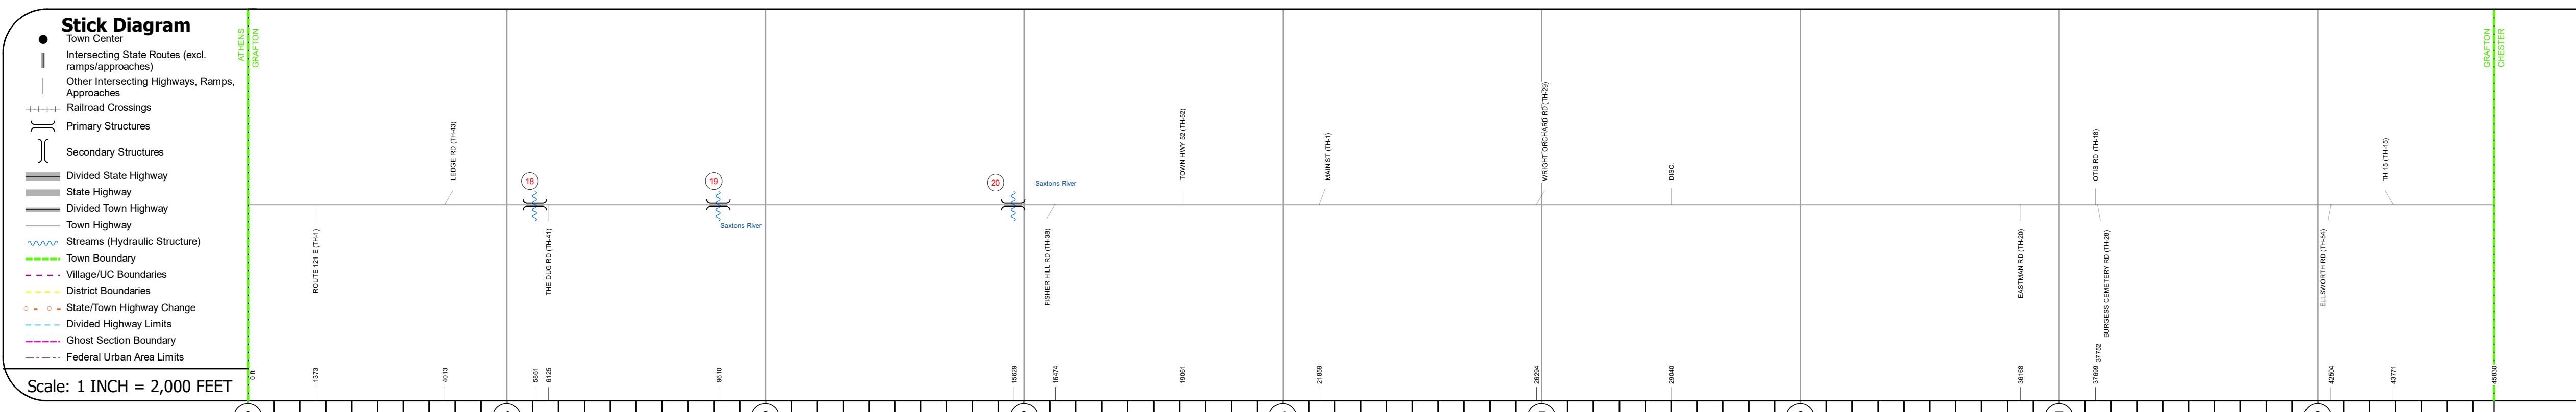 Stick Diagram
Town Center
Intersecting State Routes (excl.
ramps/approaches)
Other Intersecting Highways, Ramps,
Approaches
Railroad Crossings
Primary Structures
Secondary Structures
Divided State Highway
State Highway
Divided Town Highway
Town Highway
Streams (Hydraulic Structure)
Town Boundary
Village/UC Boundaries
District Boundaries
State/Town Highway Change
Divided Highway Limits
Ghost Section Boundary
Federal Urban Area Limits
Scale: 1 INCH = 2,000 FEET
ATHENS
GRAFTON
ROUTE 121 E (TH-1)
LEDGE RD (TH-43)
18
THE DUG RD (TH-41)
19
Saxtons River
20
Saxtons River
FISHER HILL RD (TH-38)
TOWN HWY 52 (TH-52)
MAIN ST (TH-1)
WRIGHT ORCHARD RD (TH-29)
DISC.
EASTMAN RD (TH-20)
OTIS RD (TH-18)
BURGESS CEMETERY RD (TH-28)
ELLSWORTH RD (TH-54)
TH 15 (TH-15)
GRAFTON
CHESTER
0 ft
1373
4013
5861
6125
9610
15629
16474
19061
21859
26294
29040
36168
37699
37752
42504
43771
45830